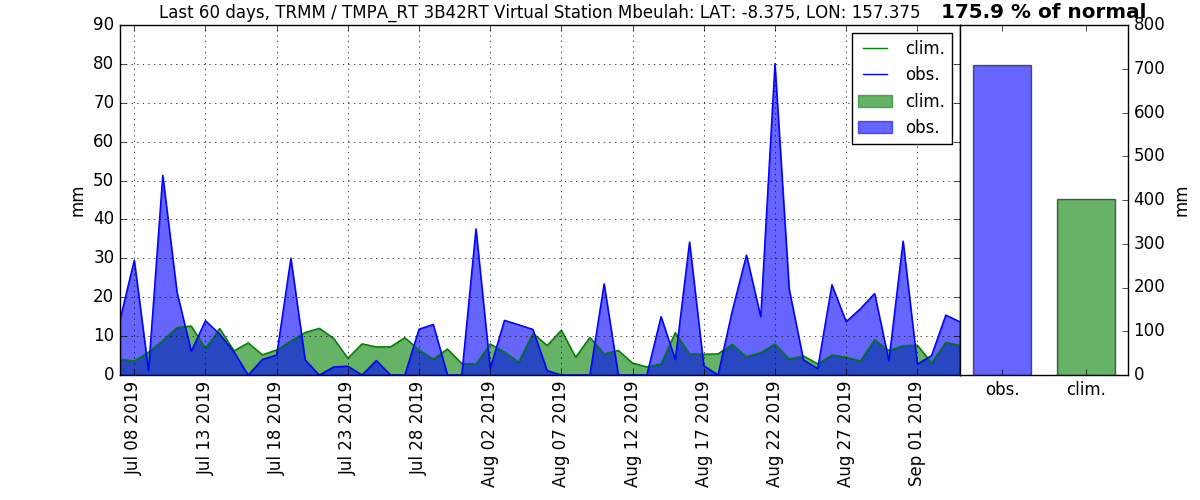 Last 60 days, TRMM / TMPA_RT 3B42RT Virtual Station Mbeulah: LAT: -8.375, LON: 157.375
175.9 % of normal
90
80
70
60
50
40
30
20
10
0
mm
clim.
obs.
clim.
obs.
800
700
600
500
400
300
200
100
0
mm
obs.
clim.
Jul 08 2019
Jul 13 2019
Jul 18 2019
Jul 23 2019
Jul 28 2019
Aug 02 2019
Aug 07 2019
Aug 12 2019
Aug 17 2019
Aug 22 2019
Aug 27 2019
Sep 01 2019